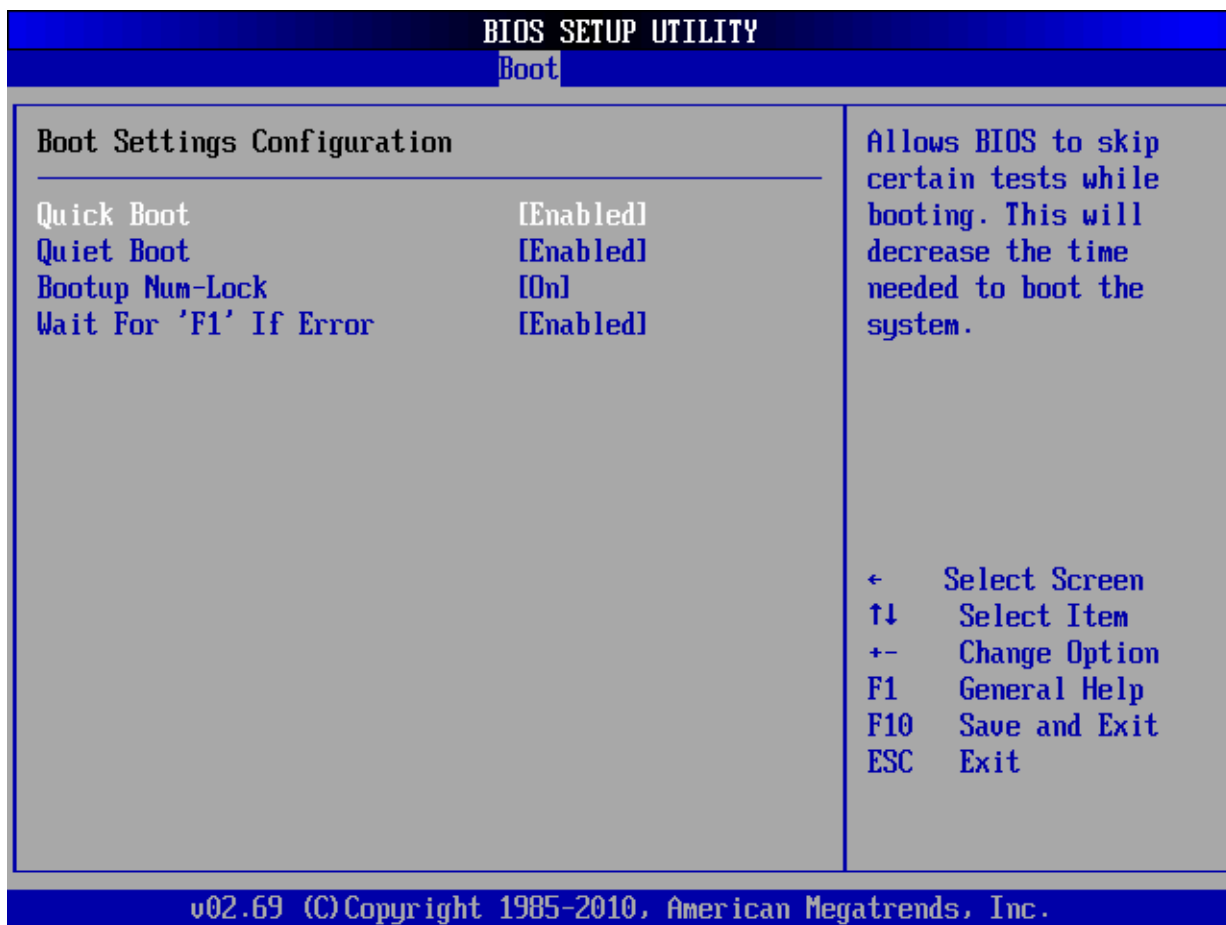 BIOS SETUP UTILITY
Boot
Boot Settings Configuration
Quick Boot [Enabled]
Quiet Boot [Enabled]
Bootup Num-Lock [On]
Wait For 'F1' If Error [Enabled]
Allows BIOS to skip
certain tests while
booting. This will
decrease the time
needed to boot the
system.
← Select Screen
↑↓ Select Item
+- Change Option
F1 General Help
F10 Save and Exit
ESC Exit
v02.69 (C)Copyright 1985-2010, American Megatrends, Inc.